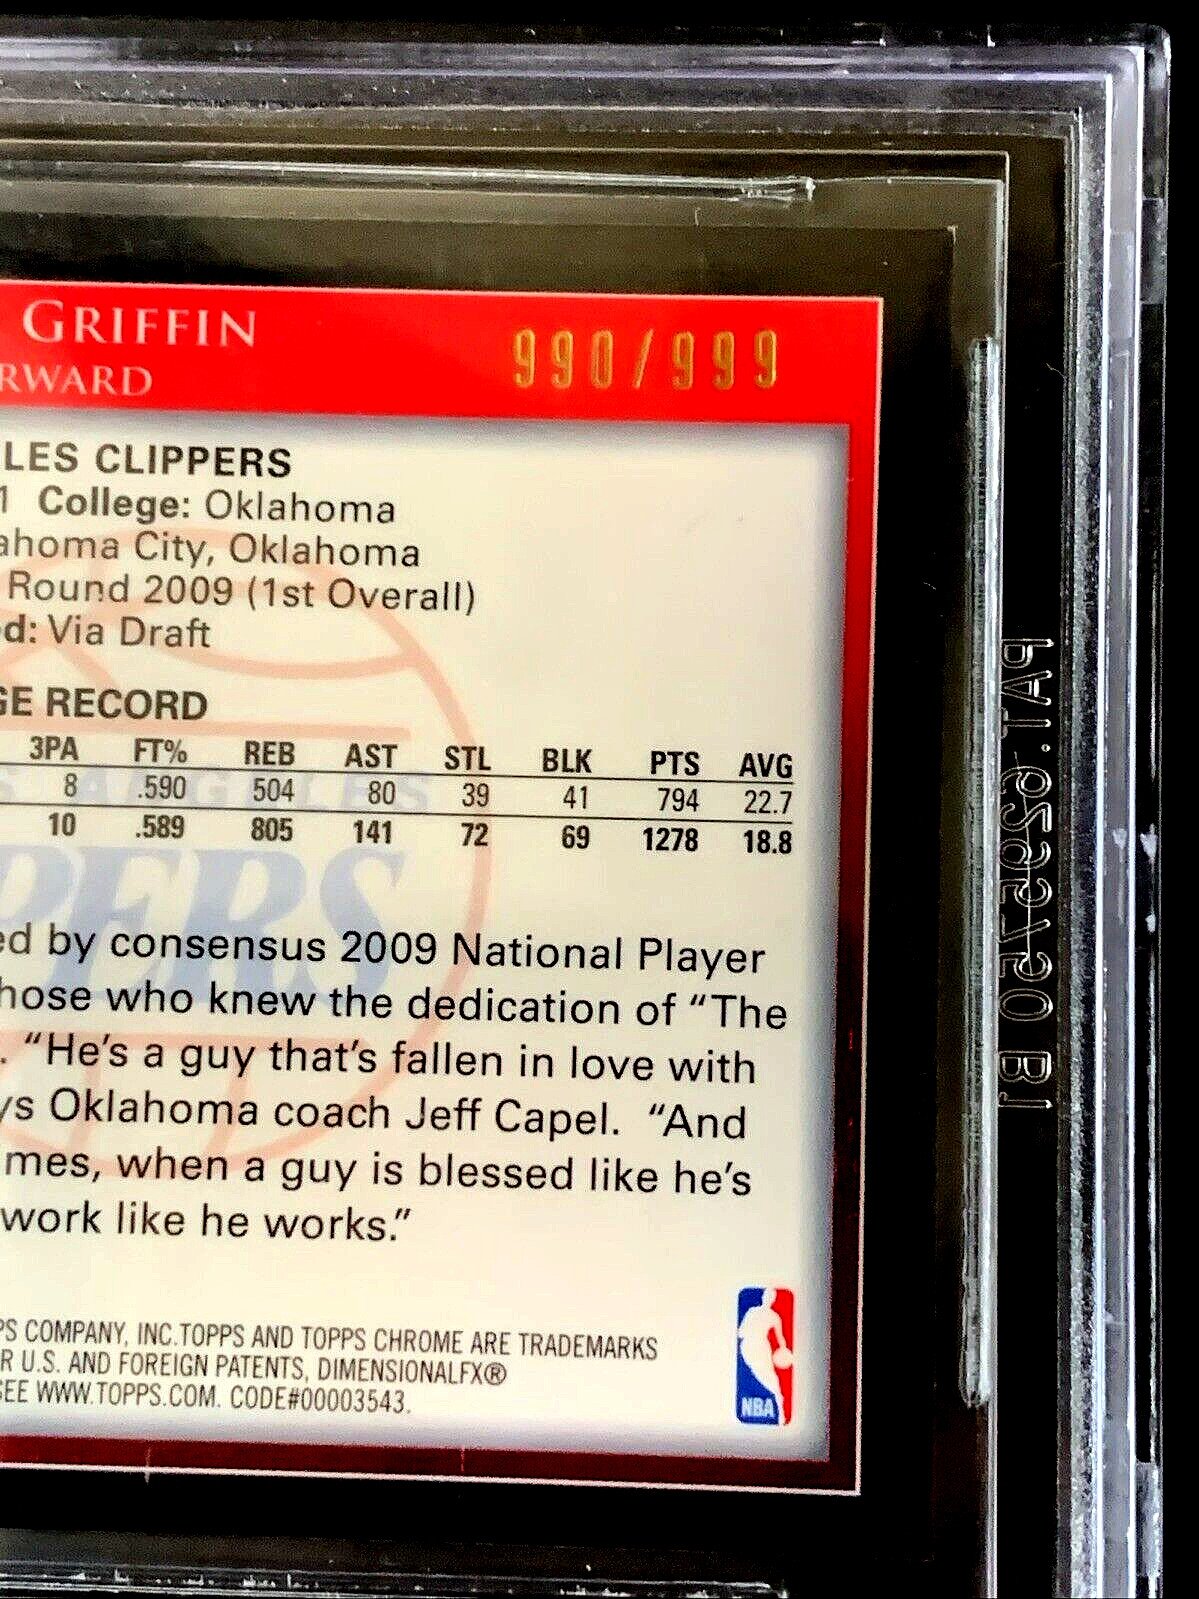 GRIFFIN 990/999
RWARD
LES CLIPPERS
1 College: Oklahoma
ahoma City, Oklahoma
Round 2009 (1st Overall)
d: Via Draft
GE RECORD
3PA FT% REB AST STL BLK PTS AVG
8 .590 504 80 39 41 794 22.7
10 .589 805 141 72 69 1278 18.8
ed by consensus 2009 National Player
hose who knew the dedication of “The
. “He's a guy that's fallen in love with
ys Oklahoma coach Jeff Capel. “And
mes, when a guy is blessed like he's
work like he works.”
PS COMPANY, INC.TOPPS AND TOPPS CHROME ARE TRADEMARKS
R U.S. AND FOREIGN PATENTS, DIMENSIONALFX®
SEE WWW.TOPPS.COM. CODE#00003543.
NBA
PERS
PAT.
B1